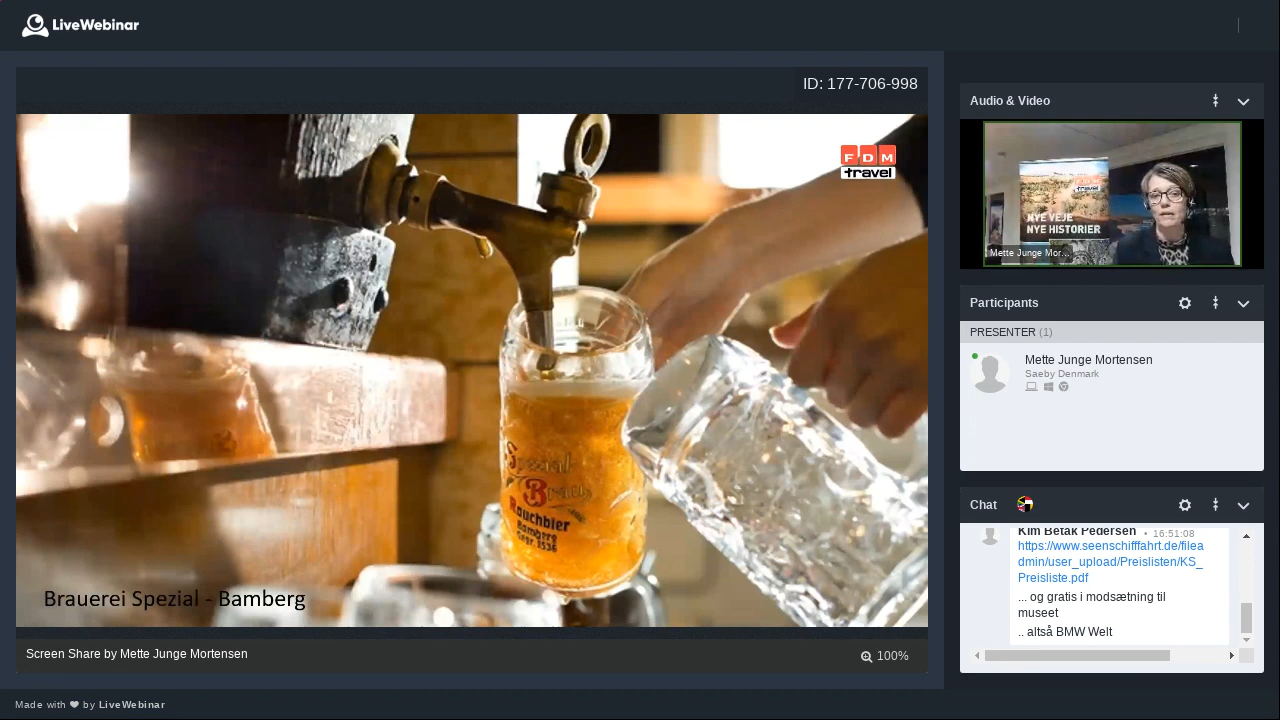 LiveWebinar
ID: 177-706-998
FDM
travel
Spezial
Bräu
Rauchbier
Bamberg
Seit 1536
Brauerei Spezial - Bamberg
Screen Share by Mette Junge Mortensen
100%
Audio & Video
travel
NYE VEJE
NYE HISTORIER
Mette Junge Mor...
Participants
PRESENTER (1)
Mette Junge Mortensen
Saeby Denmark
Chat
Kim Betak Pedersen • 16:51:08
https://www.seenschifffahrt.de/filea
dmin/user_upload/Preislisten/KS_
Preisliste.pdf
... og gratis i modsætning til
museet
.. altså BMW Welt
Made with ❤ by LiveWebinar